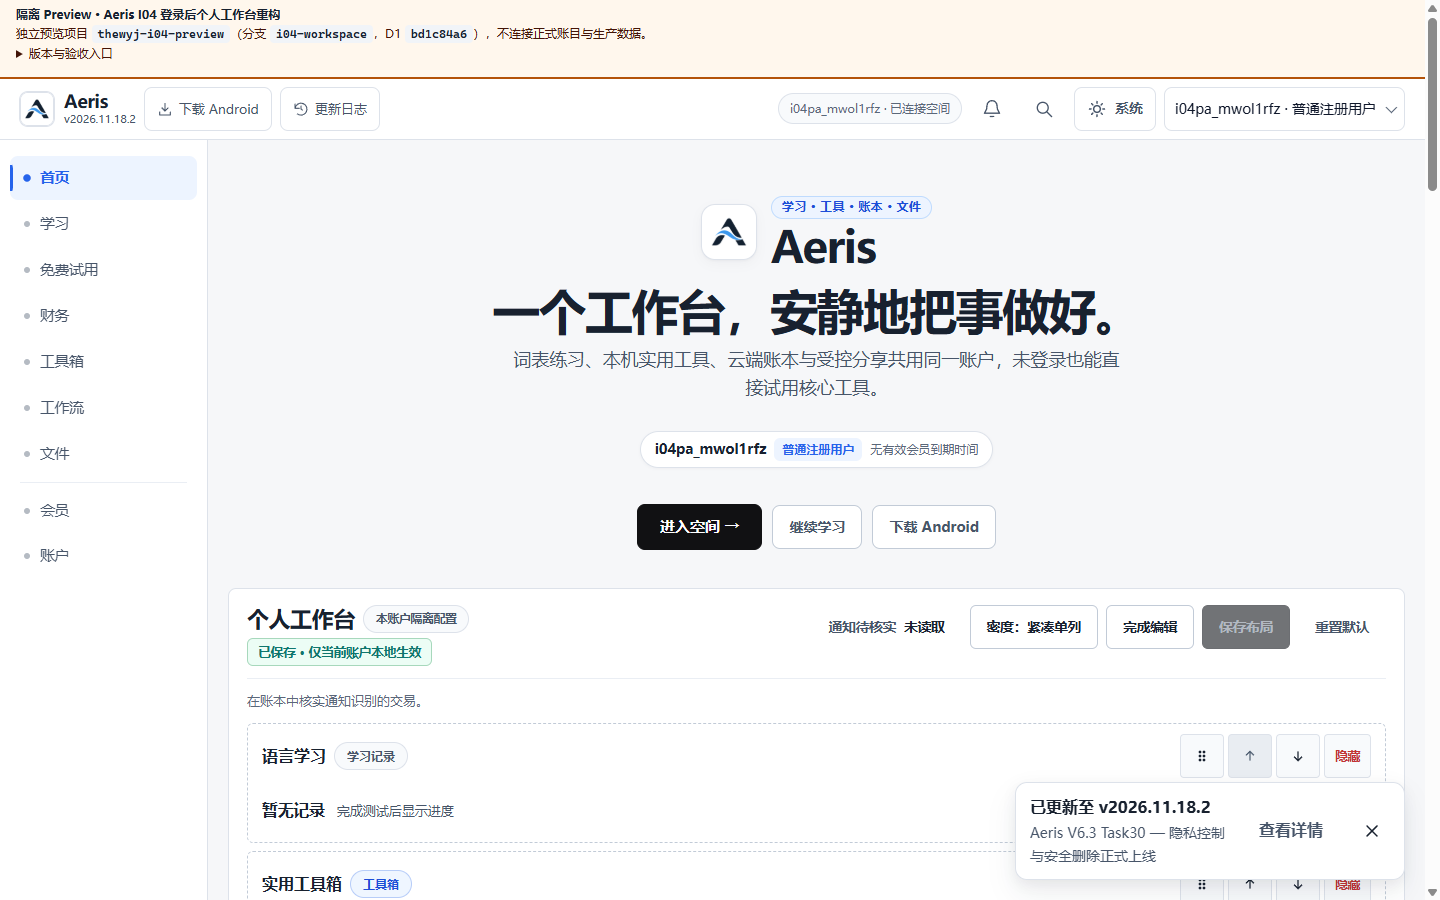 隔离 Preview • Aeris I04 登录后个人工作台重构
独立预览项目 thewyj-i04-preview （分支 i04-workspace ，D1 bd1c84a6 ），不连接正式账目与生产数据。
▶ 版本与验收入口
Aeris
v2026.11.18.2
下载 Android
更新日志
i04pa_mwol1rfz · 已连接空间
系统
i04pa_mwol1rfz · 普通注册用户
首页
学习
免费试用
财务
工具箱
工作流
文件
会员
账户
学习 • 工具 • 账本 • 文件
Aeris
一个工作台，安静地把事做好。
词表练习、本机实用工具、云端账本与受控分享共用同一账户，未登录也能直
接试用核心工具。
i04pa_mwol1rfz 普通注册用户 无有效会员到期时间
进入空间 →
继续学习
下载 Android
个人工作台 本账户隔离配置
已保存 • 仅当前账户本地生效
通知待核实 未读取
密度：紧凑单列
完成编辑
保存布局
重置默认
在账本中核实通知识别的交易。
语言学习 学习记录
⠿ ↑ ↓ 隐藏
暂无记录 完成测试后显示进度
已更新至 v2026.11.18.2
Aeris V6.3 Task30 — 隐私控制
与安全删除正式上线
查看详情
实用工具箱 工具箱
⠿ ↑ ↓ 隐藏